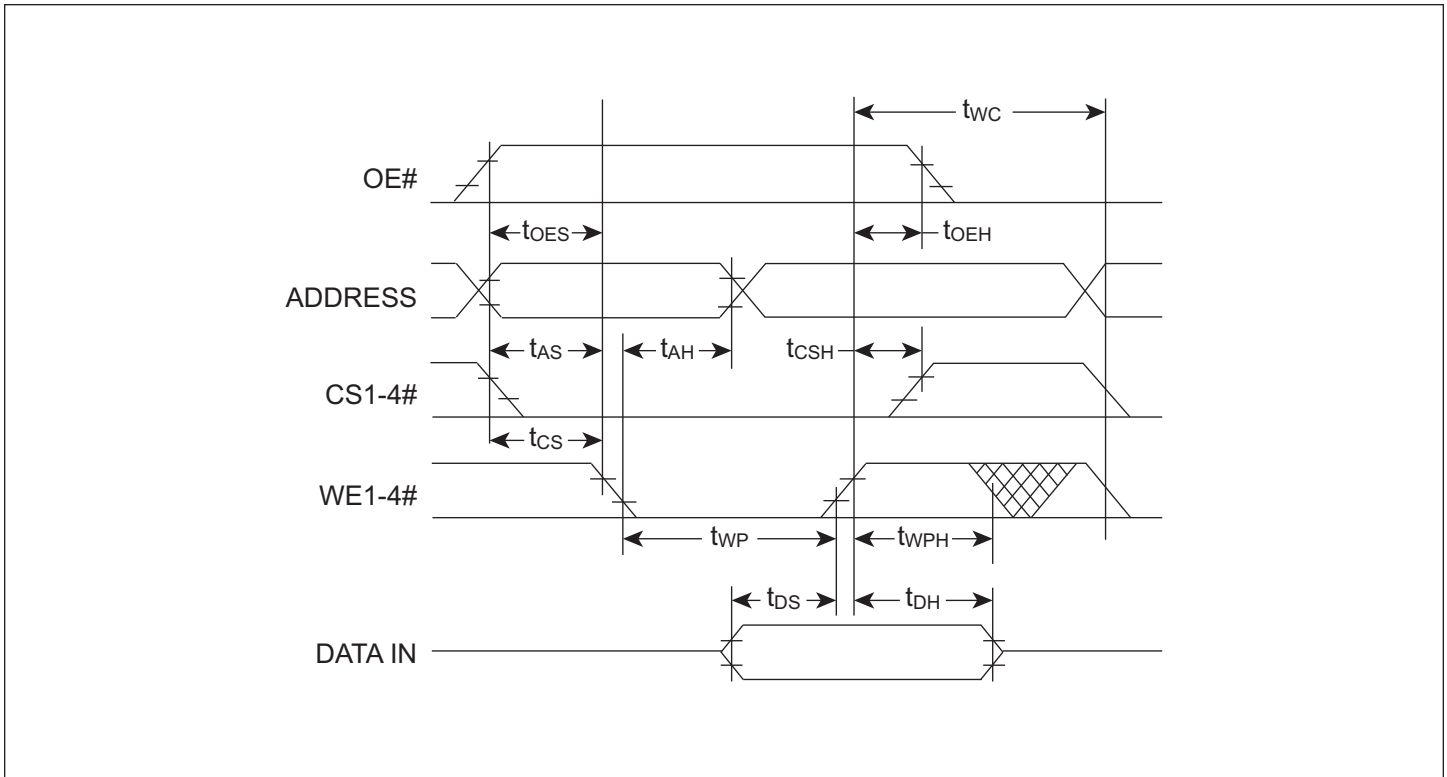 tWC
OE#
tOES
tOEH
ADDRESS
tAS
tAH
tCSH
CS1-4#
tCS
WE1-4#
tWP
tWPH
tDS
tDH
DATA IN